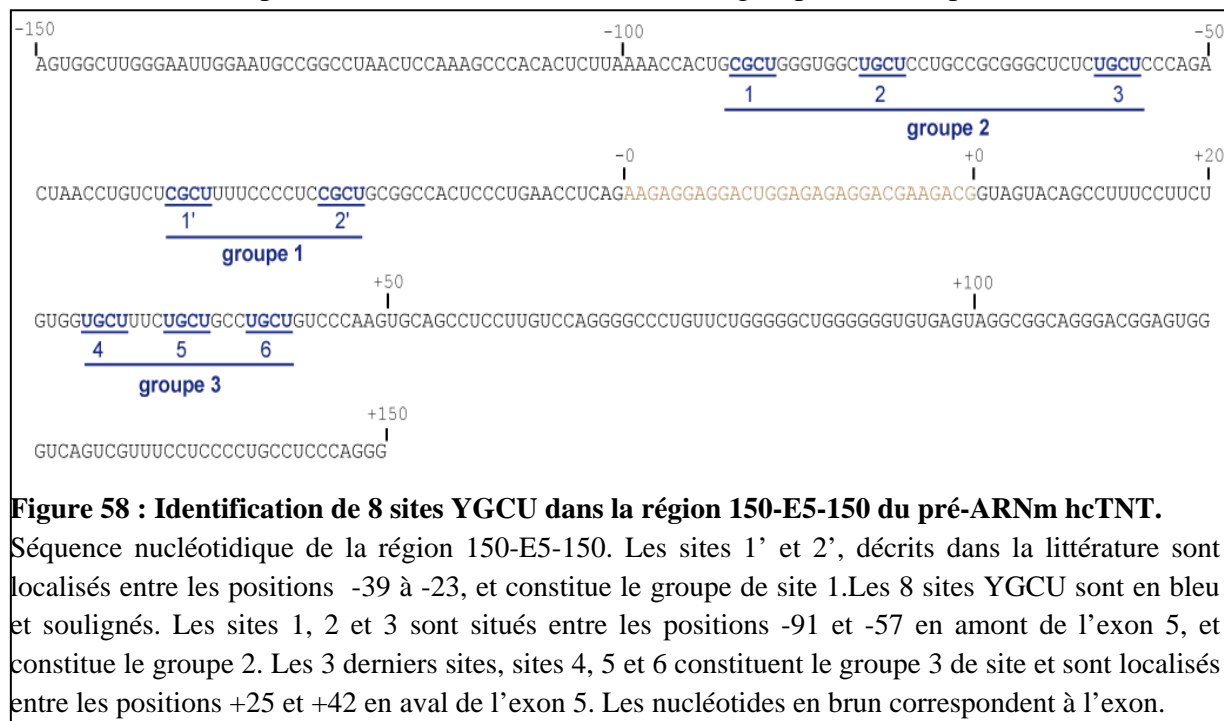 -150 -100 -50
AGUGGCUUGGGAAUUGGAAUGCCGGCCUAACUCCAAAGCCCACACUCUUAAAACCACUGCGCUGGGUGGCUGCUCCUGCCGCGGGCUCUCUGCUCCCAGA
1 2 3
groupe 2
-0 +0 +20
CUAACCUGUCUCGCUUUUCCCCUCCGCUGCGGCCACUCCCUGAACCUCAGAAGAGGAGGACUGGAGAGAGGACGAAGACGGUAGUACAGCCUUUCCUUCU
1' 2'
groupe 1
+50 +100
GUGGUGCUUUCUGCUGCCUGCUGUCCCAAGUGCAGCCUCCUUGUCCAGGGGCCCUGUUCUGGGGGCUGGGGGGUGUGAGUAGGCGGCAGGGACGGAGUGG
4 5 6
groupe 3
+150
GUCAGUCGUUUCCUCCCCUGCCUCCCAGGG
Figure 58 : Identification de 8 sites YGCU dans la région 150-E5-150 du pré-ARNm hcTNT.
Séquence nucléotidique de la région 150-E5-150. Les sites 1’ et 2’, décrits dans la littérature sont
localisés entre les positions -39 à -23, et constitue le groupe de site 1.Les 8 sites YGCU sont en bleu
et soulignés. Les sites 1, 2 et 3 sont situés entre les positions -91 et -57 en amont de l’exon 5, et
constitue le groupe 2. Les 3 derniers sites, sites 4, 5 et 6 constituent le groupe 3 de site et sont localisés
entre les positions +25 et +42 en aval de l’exon 5. Les nucléotides en brun correspondent à l’exon.